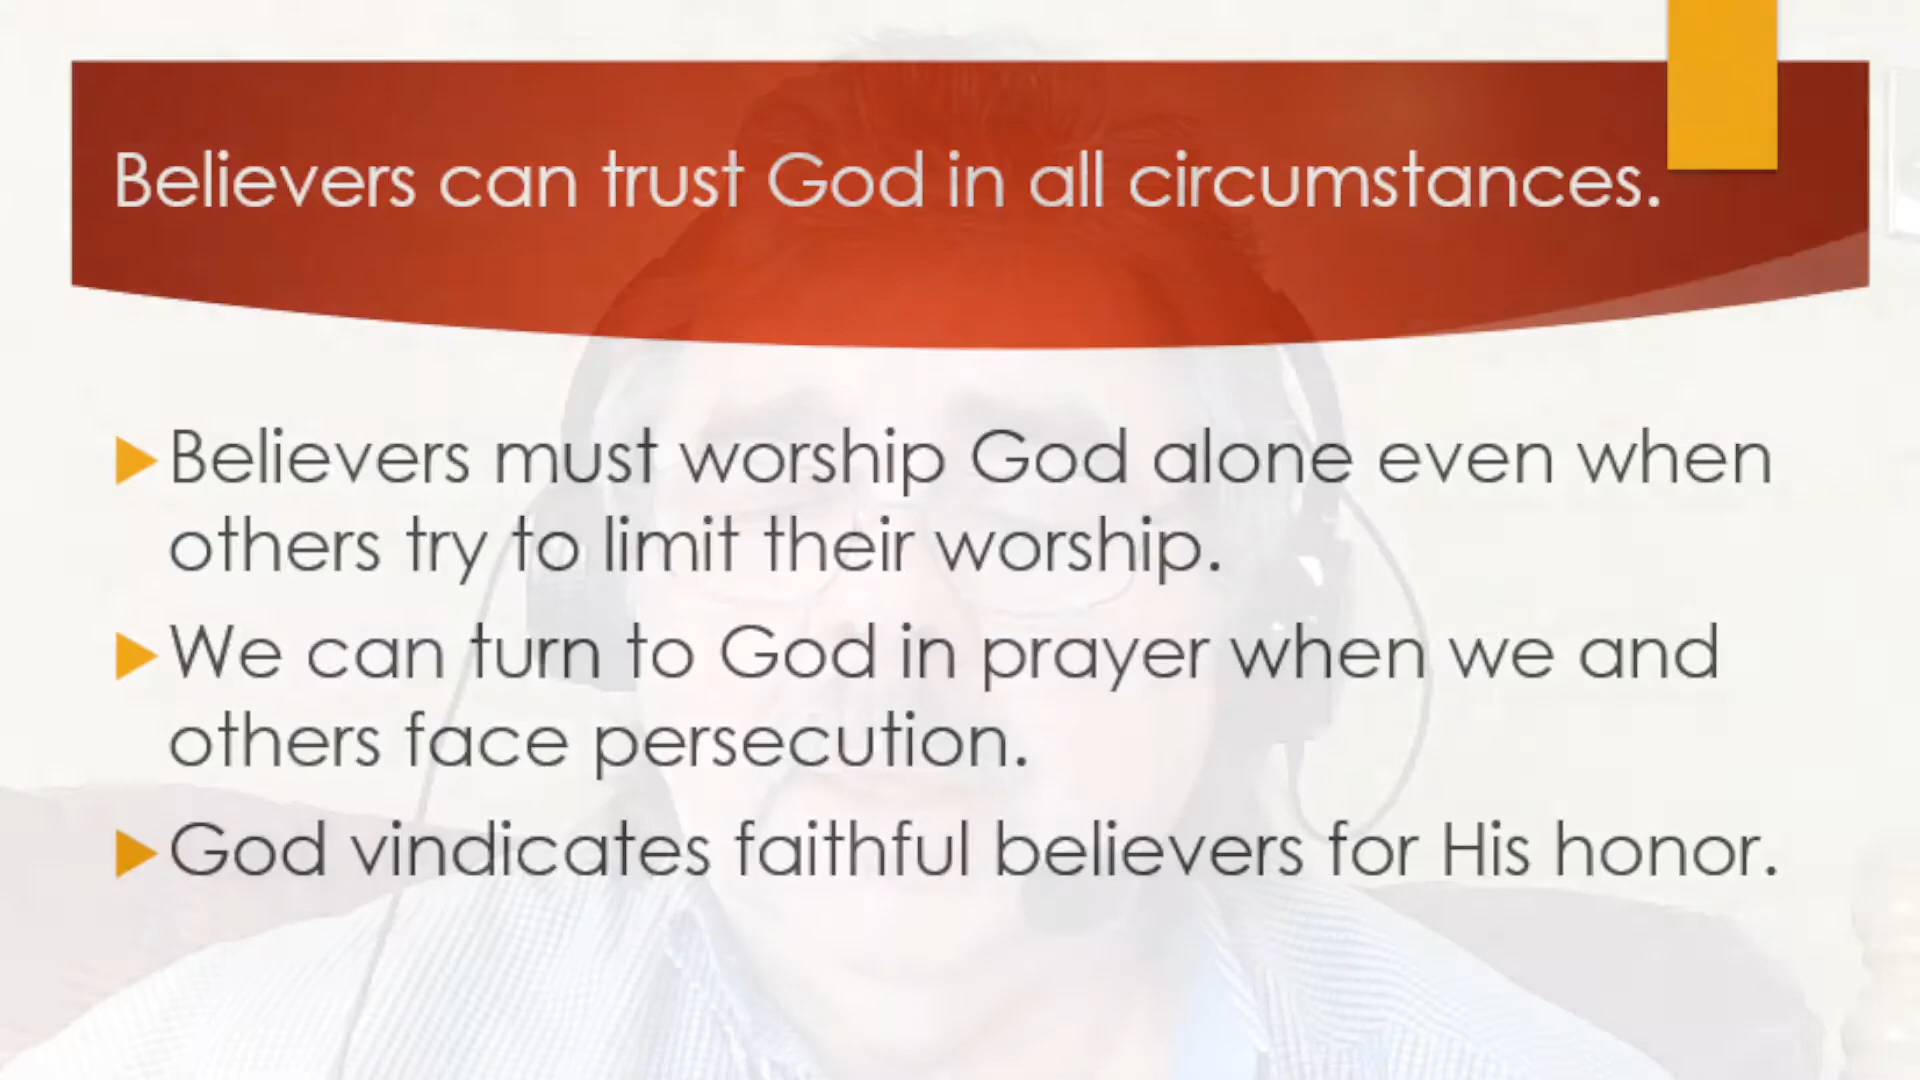 Believers can trust God in all circumstances.
Believers must worship God alone even when
others try to limit their worship.
We can turn to God in prayer when we and
others face persecution.
God vindicates faithful believers for His honor.